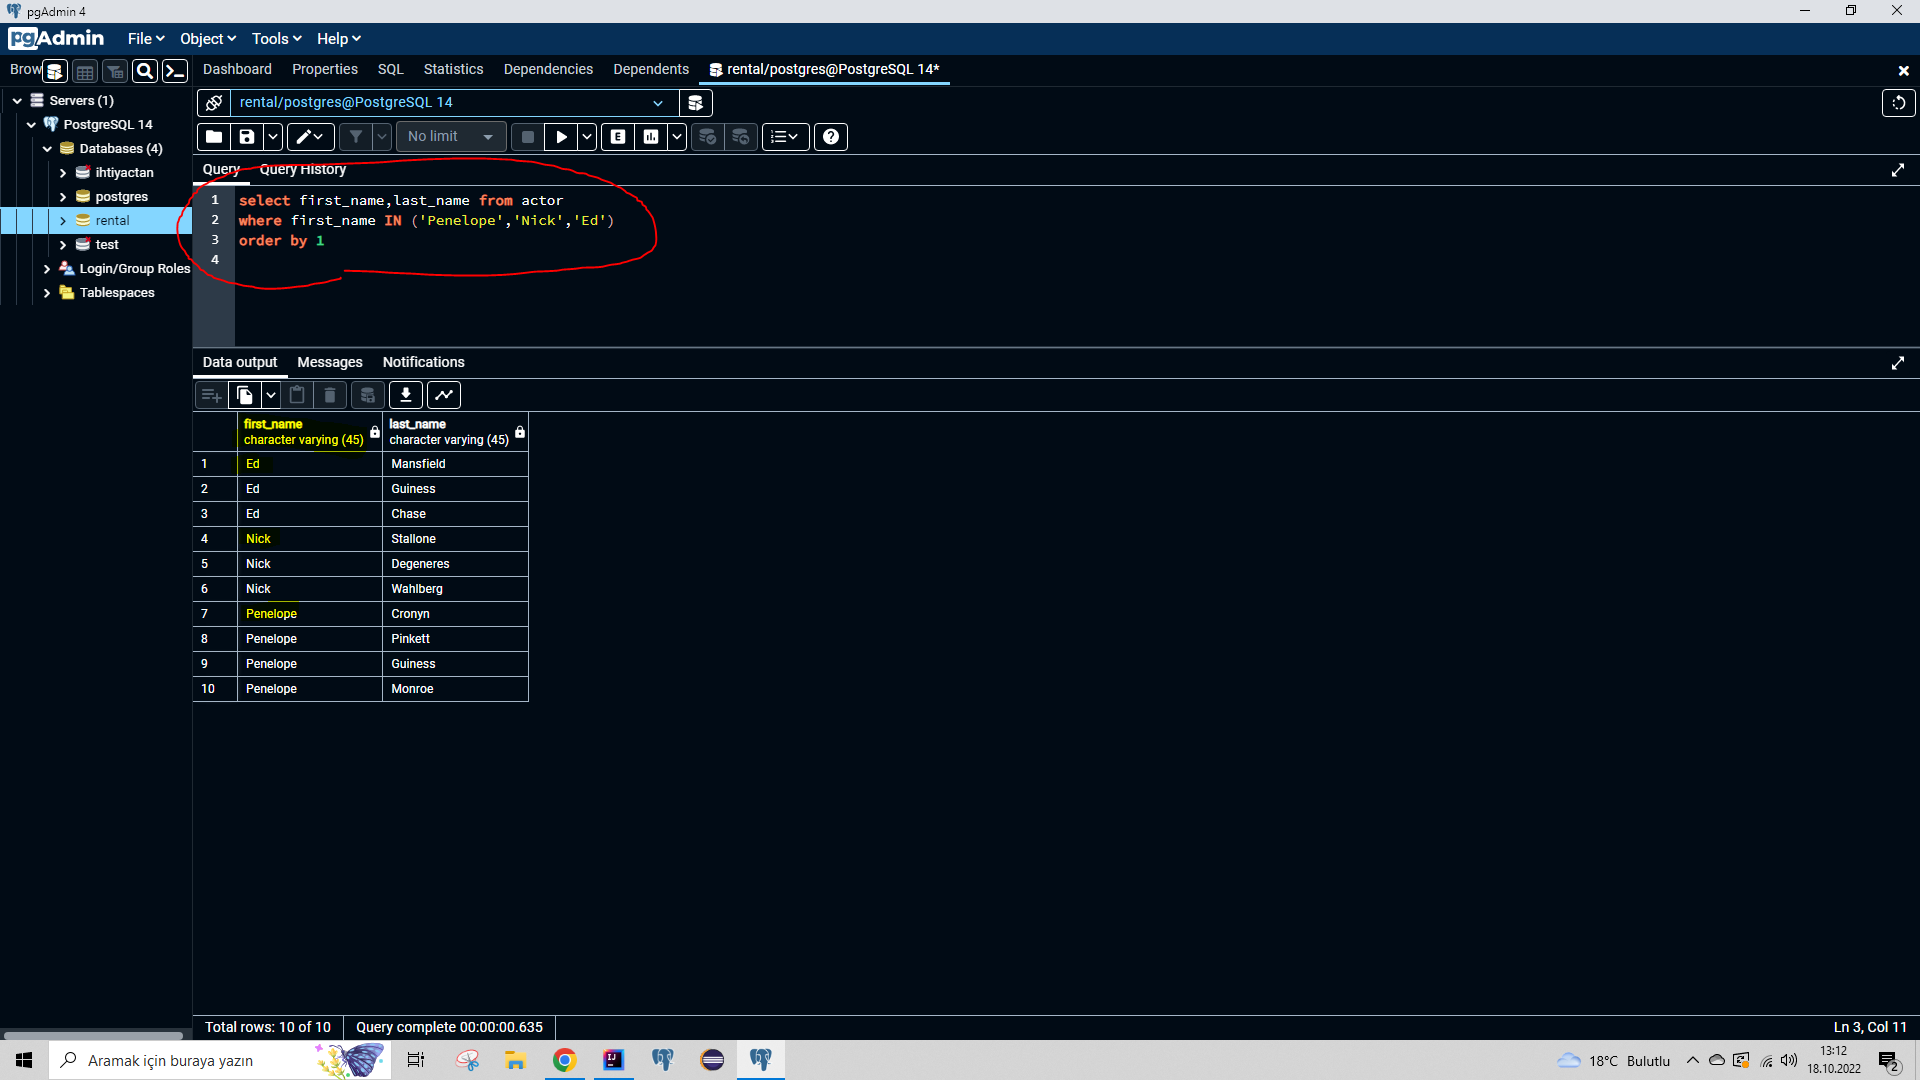 pgAdmin 4
pgAdmin File Object Tools Help
Brow
Dashboard Properties SQL Statistics Dependencies Dependents rental/postgres@PostgreSQL 14*
Servers (1)
PostgreSQL 14
Databases (4)
ihtiyactan
postgres
rental
test
Login/Group Roles
Tablespaces
rental/postgres@PostgreSQL 14
No limit
E
Query Query History
1 select first_name,last_name from actor
2 where first_name IN ('Penelope','Nick','Ed')
3 order by 1
4
Data output Messages Notifications
first_name last_name
character varying (45) character varying (45)
1 Ed Mansfield
2 Ed Guiness
3 Ed Chase
4 Nick Stallone
5 Nick Degeneres
6 Nick Wahlberg
7 Penelope Cronyn
8 Penelope Pinkett
9 Penelope Guiness
10 Penelope Monroe
Total rows: 10 of 10 Query complete 00:00:00.635 Ln 3, Col 11
Aramak için buraya yazın
IJ
18°C Bulutlu
13:12
18.10.2022
2